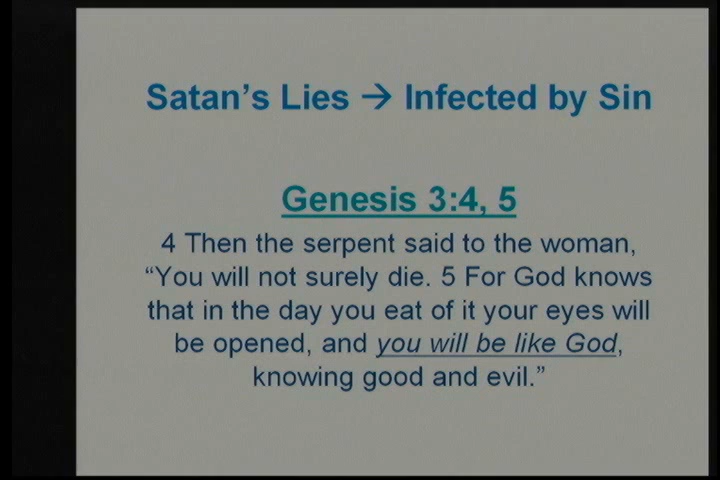 Satan’s Lies → Infected by Sin
Genesis 3:4, 5
4 Then the serpent said to the woman,
“You will not surely die. 5 For God knows
that in the day you eat of it your eyes will
be opened, and you will be like God,
knowing good and evil.”